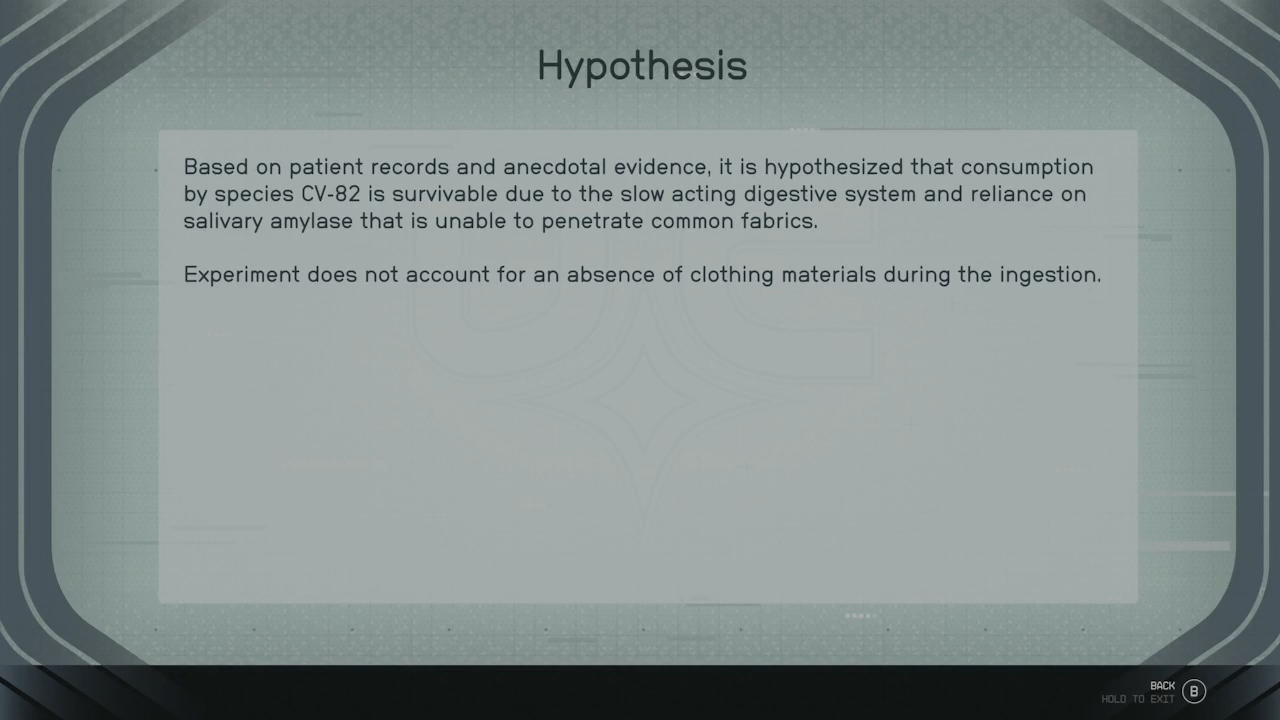 Hypothesis
Based on patient records and anecdotal evidence, it is hypothesized that consumption
by species CV-82 is survivable due to the slow acting digestive system and reliance on
salivary amylase that is unable to penetrate common fabrics.
Experiment does not account for an absence of clothing materials during the ingestion.
BACK
HOLD TO EXIT
B